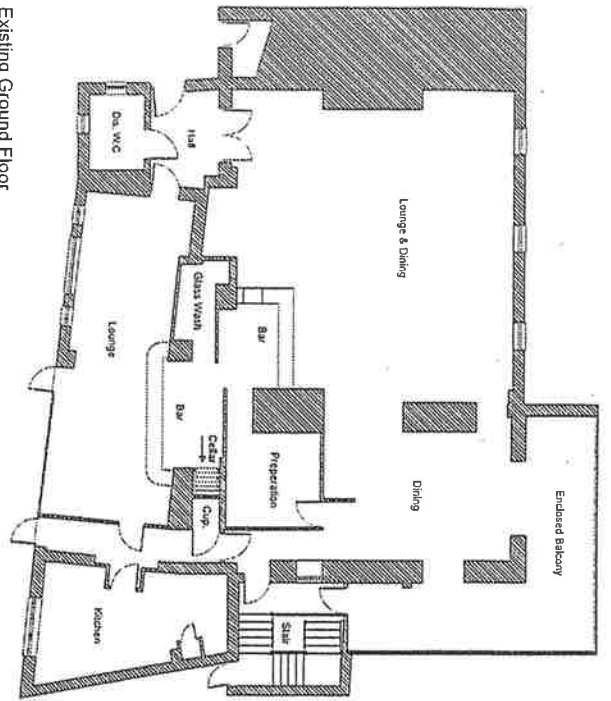 Existing Ground Floor
Dis. W.C
Hall
Lounge & Dining
Glass Wash
Lounge
Bar
Bar
Cellar
Preperation
Cup.
Dining
Enclosed Balcony
Kitchen
Stair